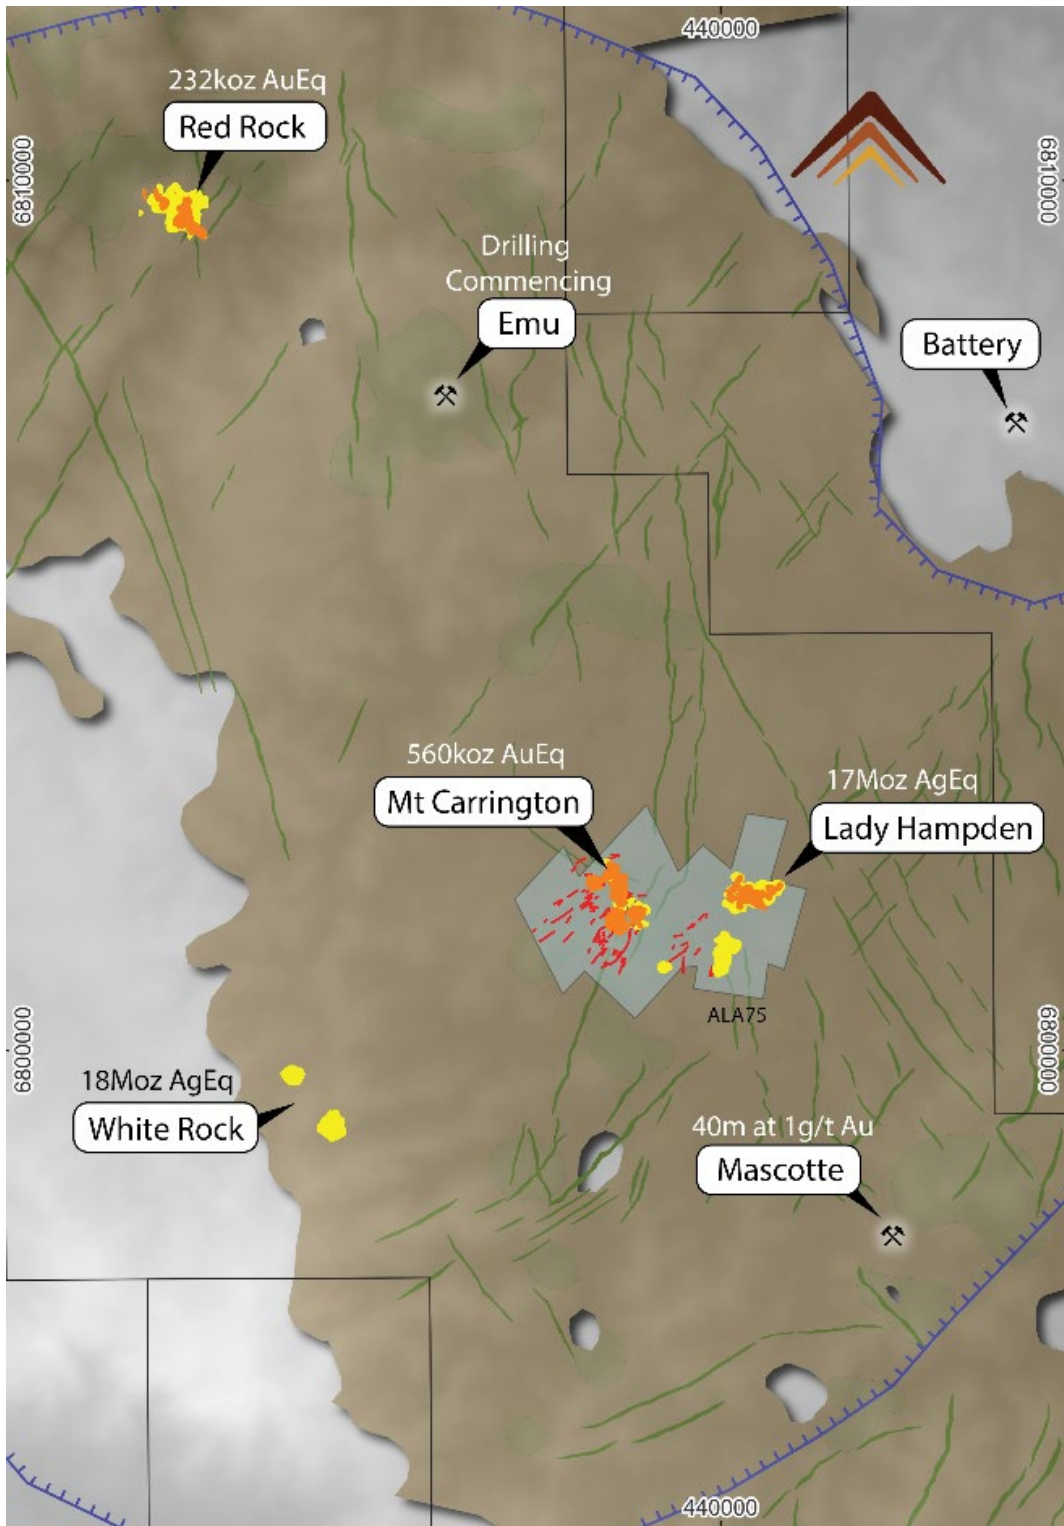 440000
232koz AuEq
Red Rock
6810000
6810000
Drilling
Commencing
Emu
Battery
560koz AuEq
Mt Carrington
17Moz AgEq
Lady Hampden
ALA75
6800000
6800000
18Moz AgEq
White Rock
40m at 1g/t Au
Mascotte
440000